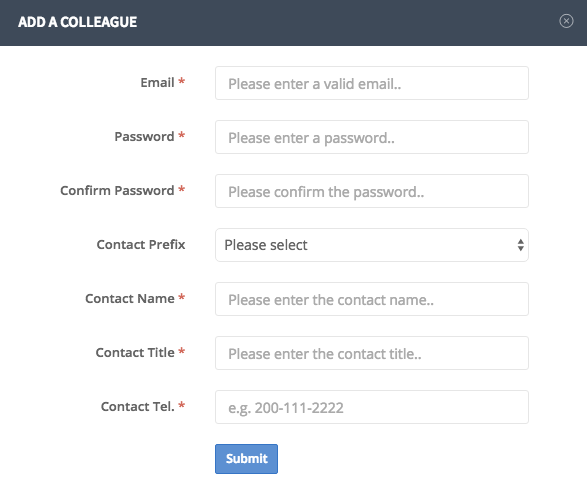 ADD A COLLEAGUE
Email * Please enter a valid email..
Password * Please enter a password..
Confirm Password * Please confirm the password..
Contact Prefix Please select
Contact Name * Please enter the contact name..
Contact Title * Please enter the contact title..
Contact Tel. * e.g. 200-111-2222
Submit